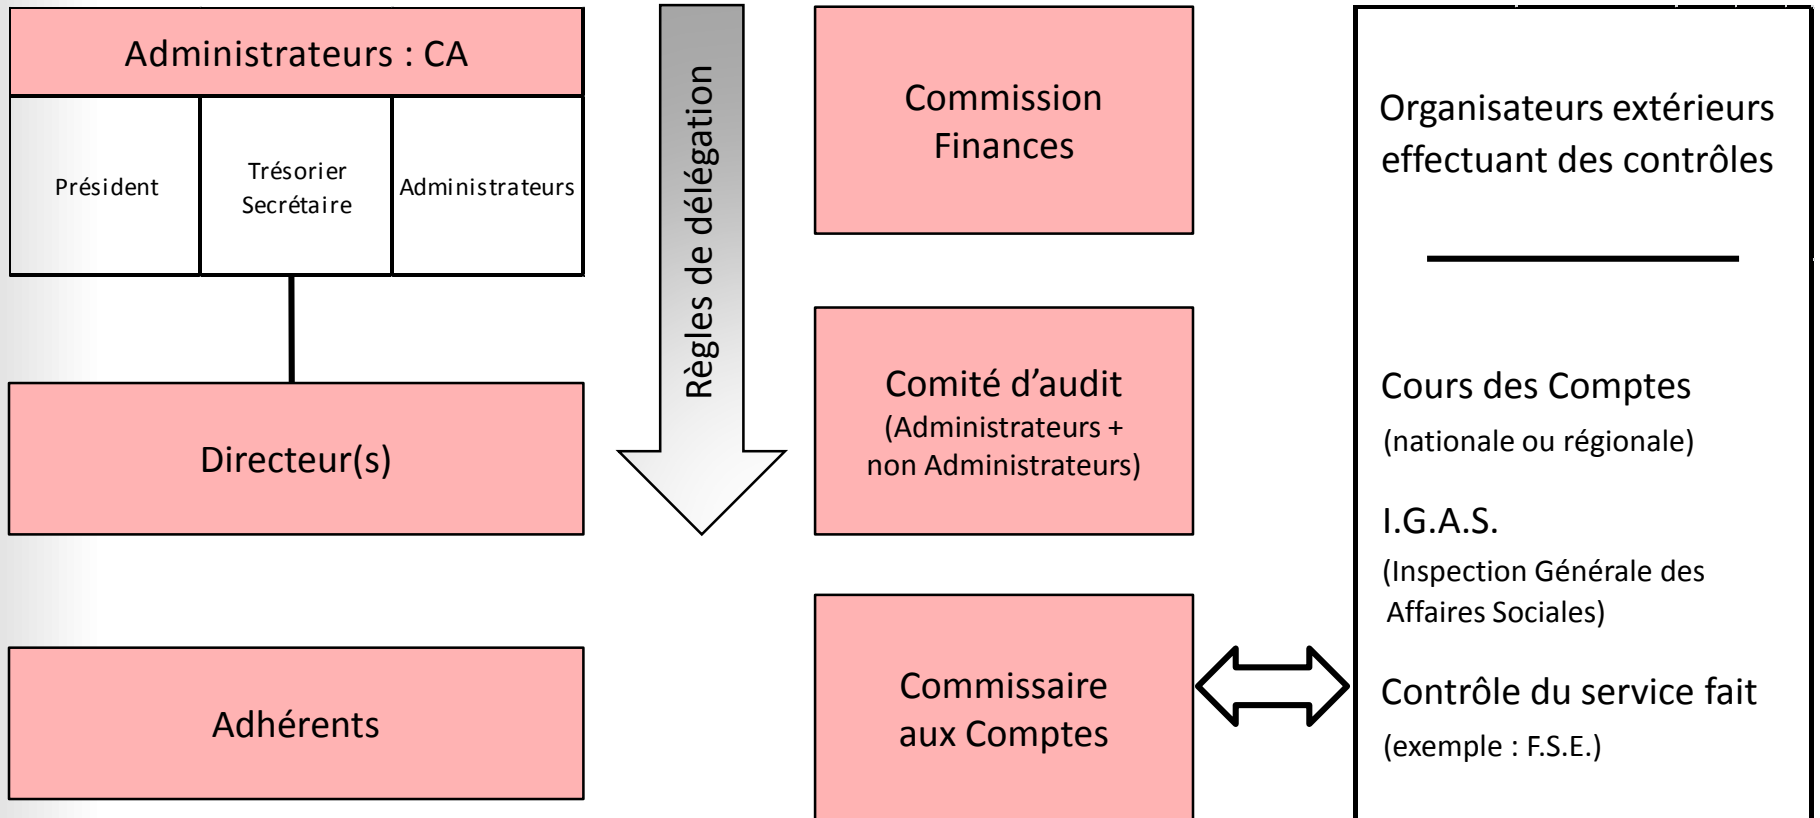 Administrateurs : CA
Président
Trésorier
Secrétaire
Administrateurs
Directeur(s)
Adhérents
Règles de délégation
Commission
Finances
Comité d’audit
(Administrateurs +
non Administrateurs)
Commissaire
aux Comptes
Organisateurs extérieurs
effectuant des contrôles
Cours des Comptes
(nationale ou régionale)
I.G.A.S.
(Inspection Générale des
Affaires Sociales)
Contrôle du service fait
(exemple : F.S.E.)